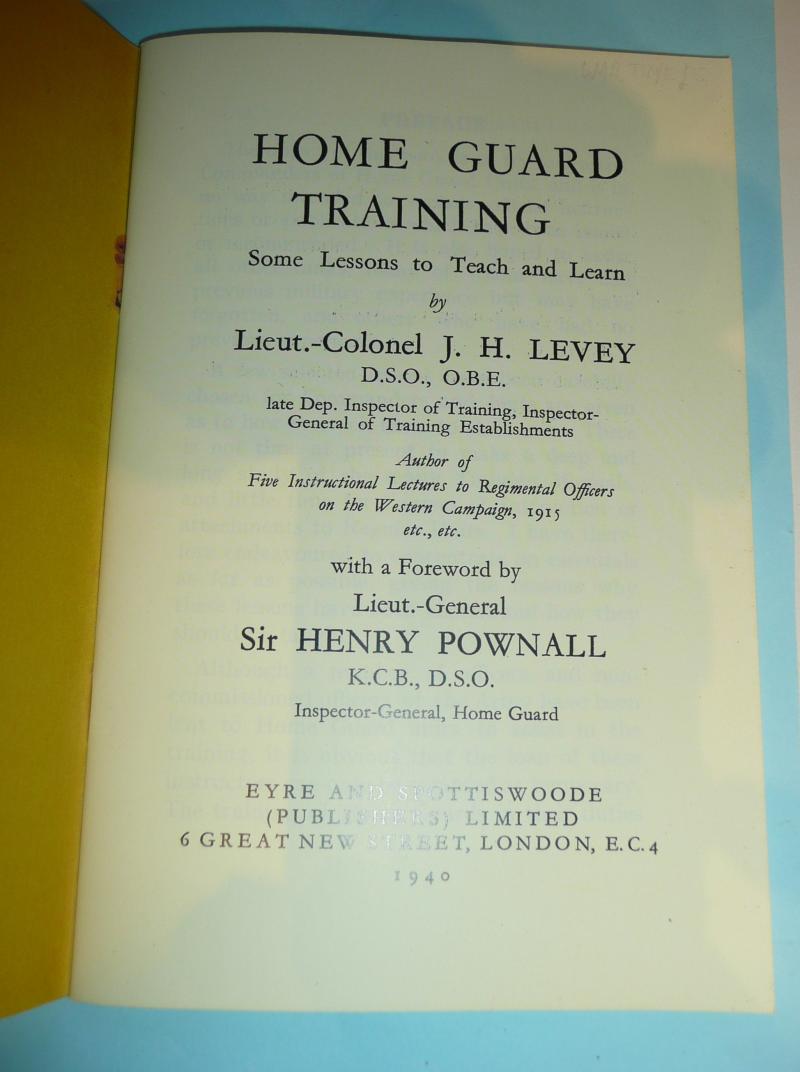 HOME GUARD
TRAINING
Some Lessons to Teach and Learn
by
Lieut.-Colonel J. H. LEVEY
D.S.O., O.B.E.
late Dep. Inspector of Training, Inspector-
General of Training Establishments
Author of
Five Instructional Lectures to Regimental Officers
on the Western Campaign, 1915
etc., etc.
with a Foreword by
Lieut.-General
Sir HENRY POWNALL
K.C.B., D.S.O.
Inspector-General, Home Guard
EYRE AND SPOTTISWOODE
(PUBLISHERS) LIMITED
6 GREAT NEW STREET, LONDON, E.C.4
1940